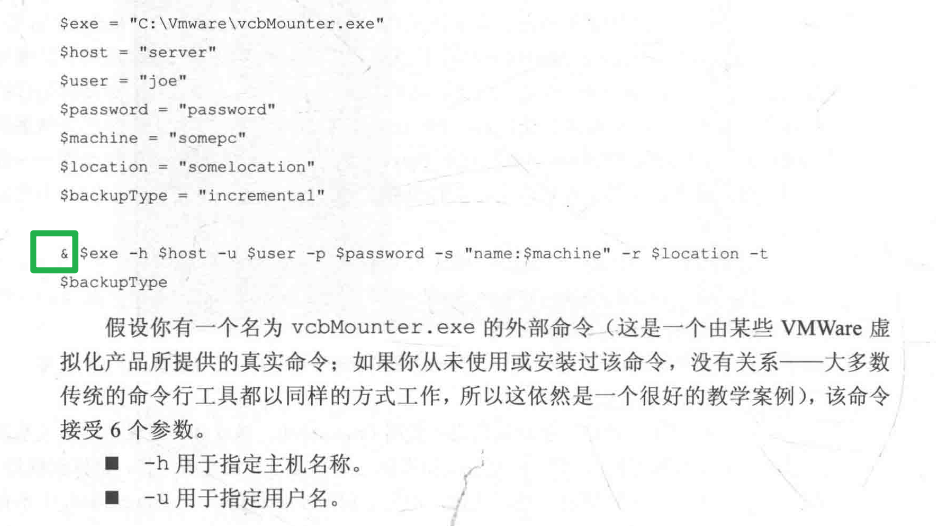 $exe = "C:\Vmware\vcbMounter.exe"
$host = "server"
$user = "joe"
$password = "password"
$machine = "somepc"
$location = "somelocation"
$backupType = "incremental"
& $exe -h $host -u $user -p $password -s "name:$machine" -r $location -t
$backupType
假设你有一个名为 vcbMounter.exe 的外部命令（这是一个由某些 VMWare 虚
拟化产品所提供的真实命令；如果你从未使用或安装过该命令，没有关系——大多数
传统的命令行工具都以同样的方式工作，所以这依然是一个很好的教学案例），该命令
接受 6 个参数。
■ -h 用于指定主机名称。
■ -u 用于指定用户名。